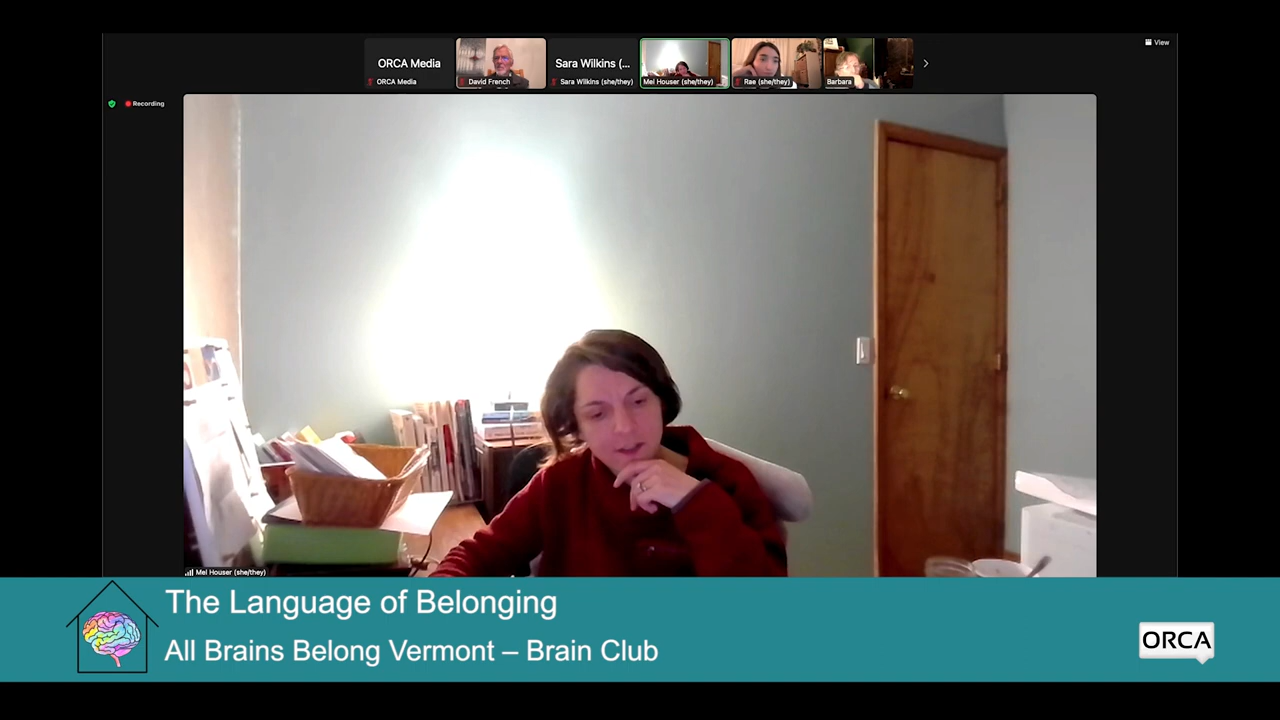 ORCA Media
Sara Wilkins (...
ORCA Media
David French
Sara Wilkins (she/they)
Mel Houser (she/they)
Rae (she/they)
Barbara
View
Recording
Mel Houser (she/they)
The Language of Belonging
All Brains Belong Vermont – Brain Club
ORCA